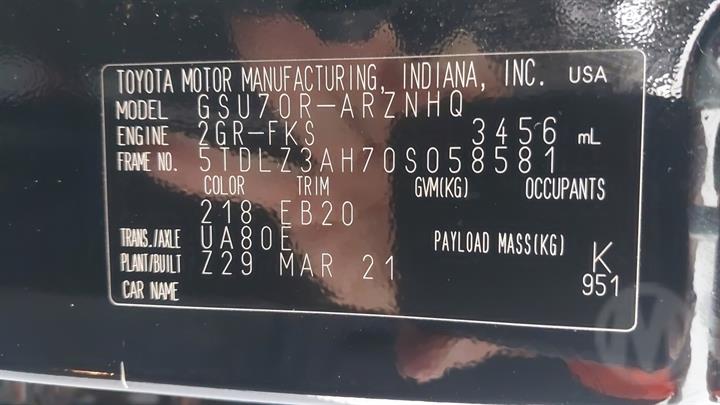 TOYOTA MOTOR MANUFACTURING, INDIANA, INC. USA
MODEL GSU70R-ARZNHQ
ENGINE 2GR-FKS 3456 mL
FRAME NO. 5TDLZ3AH70S058581
COLOR TRIM GVM(KG) OCCUPANTS
218 EB20
TRANS./AXLE UA80E PAYLOAD MASS(KG) K
PLANT/BUILT Z29 MAR 21 951
CAR NAME
M